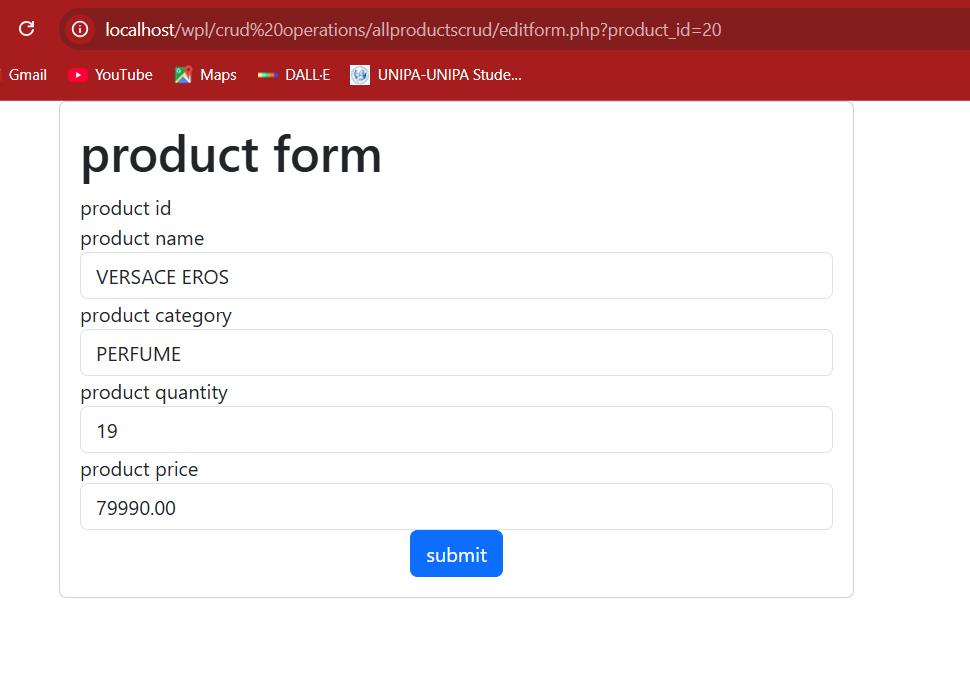 localhost/wpl/crud%20operations/allproductscrud/editform.php?product_id=20
Gmail YouTube Maps DALL·E UNIPA-UNIPA Stude...
product form
product id
product name
VERSACE EROS
product category
PERFUME
product quantity
19
product price
79990.00
submit